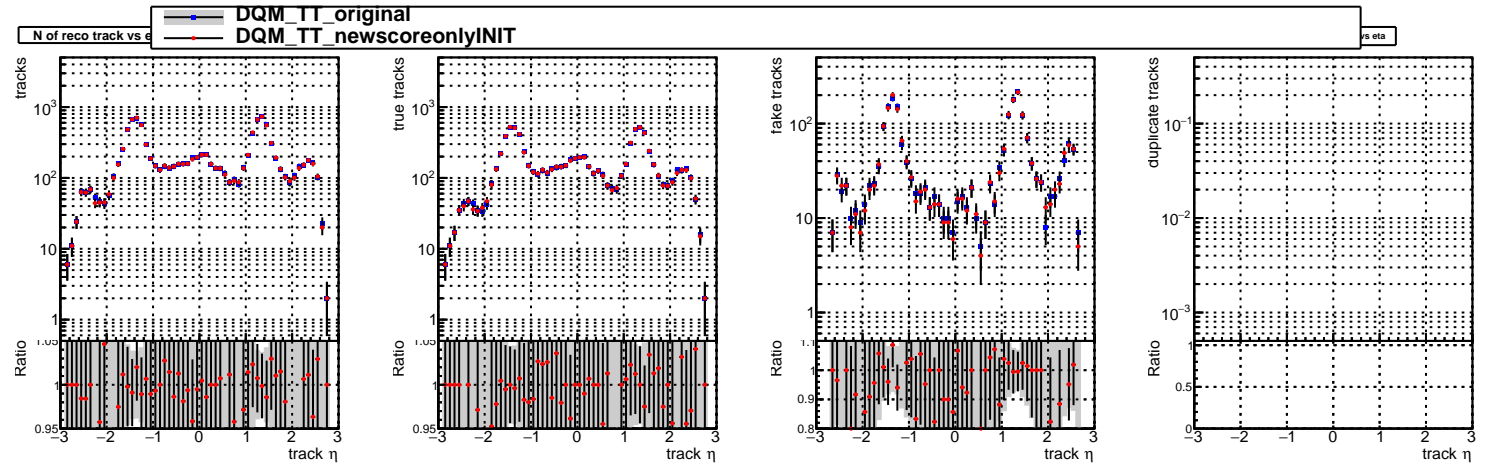 DQM_TT_original
DQM_TT_newscoreonlyINIT
N of reco track vs e
vs eta
tracks
10³
10²
10
1
Ratio
1.05
1
0.95
−3 −2 −1 0 1 2 3
track η
true tracks
10³
10²
10
1
Ratio
1.05
1
0.95
−3 −2 −1 0 1 2 3
track η
fake tracks
10²
10
1
Ratio
1.1
1
0.9
0.8
−3 −2 −1 0 1 2 3
track η
duplicate tracks
10⁻¹
10⁻²
10⁻³
Ratio
1
0.5
0
−3 −2 −1 0 1 2 3
track η